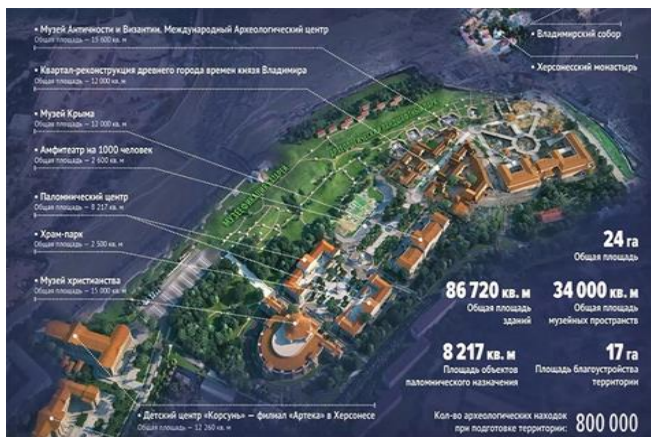 • Музей Античности и Византии. Международный Археологический центр
Общая площадь — 15 600 кв. м
• Квартал-реконструкция древнего города времен князя Владимира
Общая площадь — 12 000 кв. м
• Музей Крыма
Общая площадь — 12 000 кв. м
• Амфитеатр на 1000 человек
Общая площадь — 2 600 кв. м
• Паломнический центр
Общая площадь — 8 217 кв. м
• Храм-парк
Общая площадь — 2 500 кв. м
• Музей христианства
Общая площадь — 15 000 кв. м
• Владимирский собор
• Херсонесский монастырь
24 га
Общая площадь
86 720 кв. м
Общая площадь
зданий
34 000 кв. м
Общая площадь
музейных пространств
8 217 кв. м
Площадь объектов
паломнического назначения
17 га
Площадь благоустройства
территории
• Детский центр «Корсунь» — филиал «Артека» в Херсонесе
Общая площадь — 12 260 кв. м
Кол-во археологических находок
при подготовке территории: 800 000